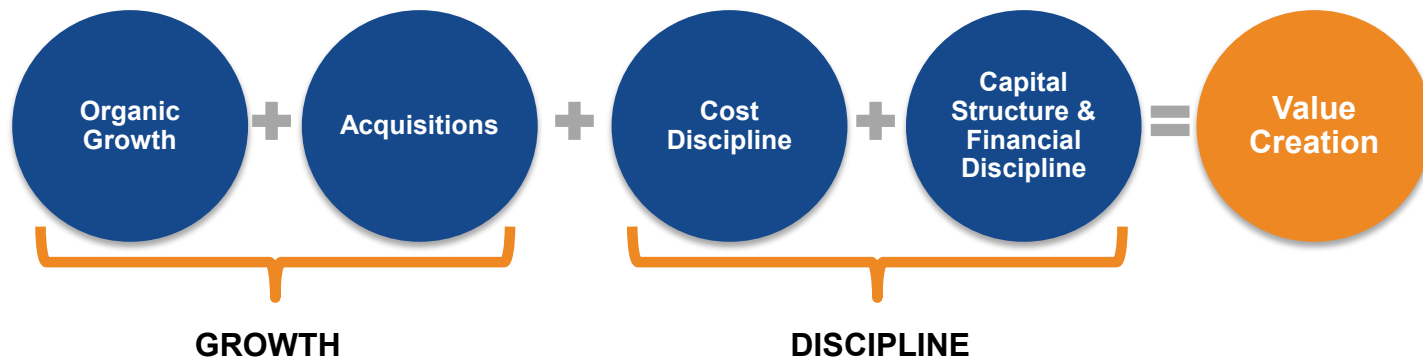 Organic
Growth
Acquisitions
Cost
Discipline
Capital
Structure &
Financial
Discipline
Value
Creation
GROWTH
DISCIPLINE